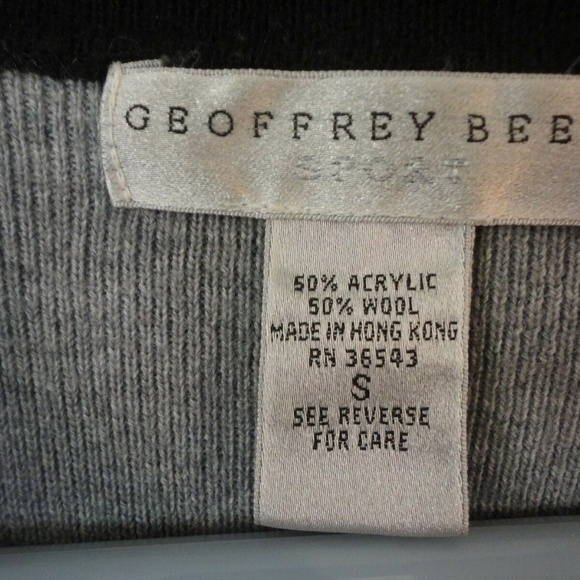 GEOFFREY BEE
SPORT
50% ACRYLIC
50% WOOL
MADE IN HONG KONG
RN 36543
S
SEE REVERSE
FOR CARE